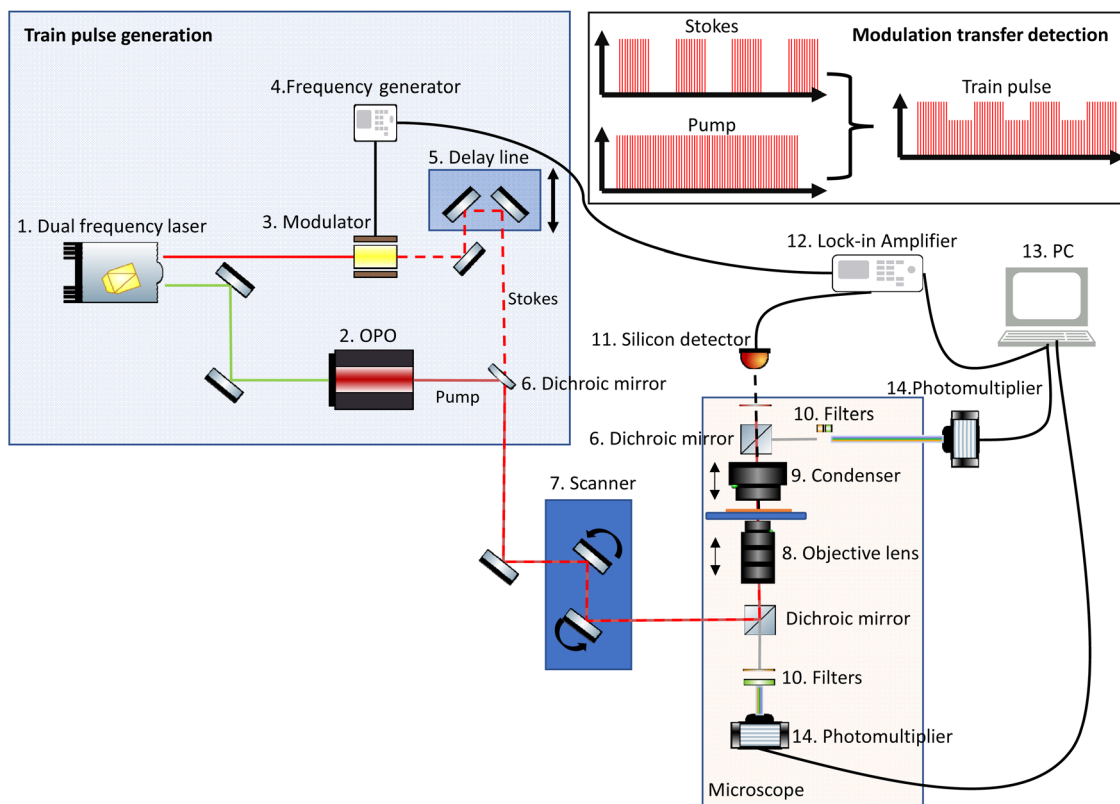 Train pulse generation
4.Frequency generator
5. Delay line
1. Dual frequency laser
3. Modulator
Stokes
2. OPO
Pump
6. Dichroic mirror
Stokes
Modulation transfer detection
Train pulse
Pump
12. Lock-in Amplifier
13. PC
11. Silicon detector
14.Photomultiplier
10. Filters
6. Dichroic mirror
9. Condenser
7. Scanner
8. Objective lens
Dichroic mirror
10. Filters
14. Photomultiplier
Microscope